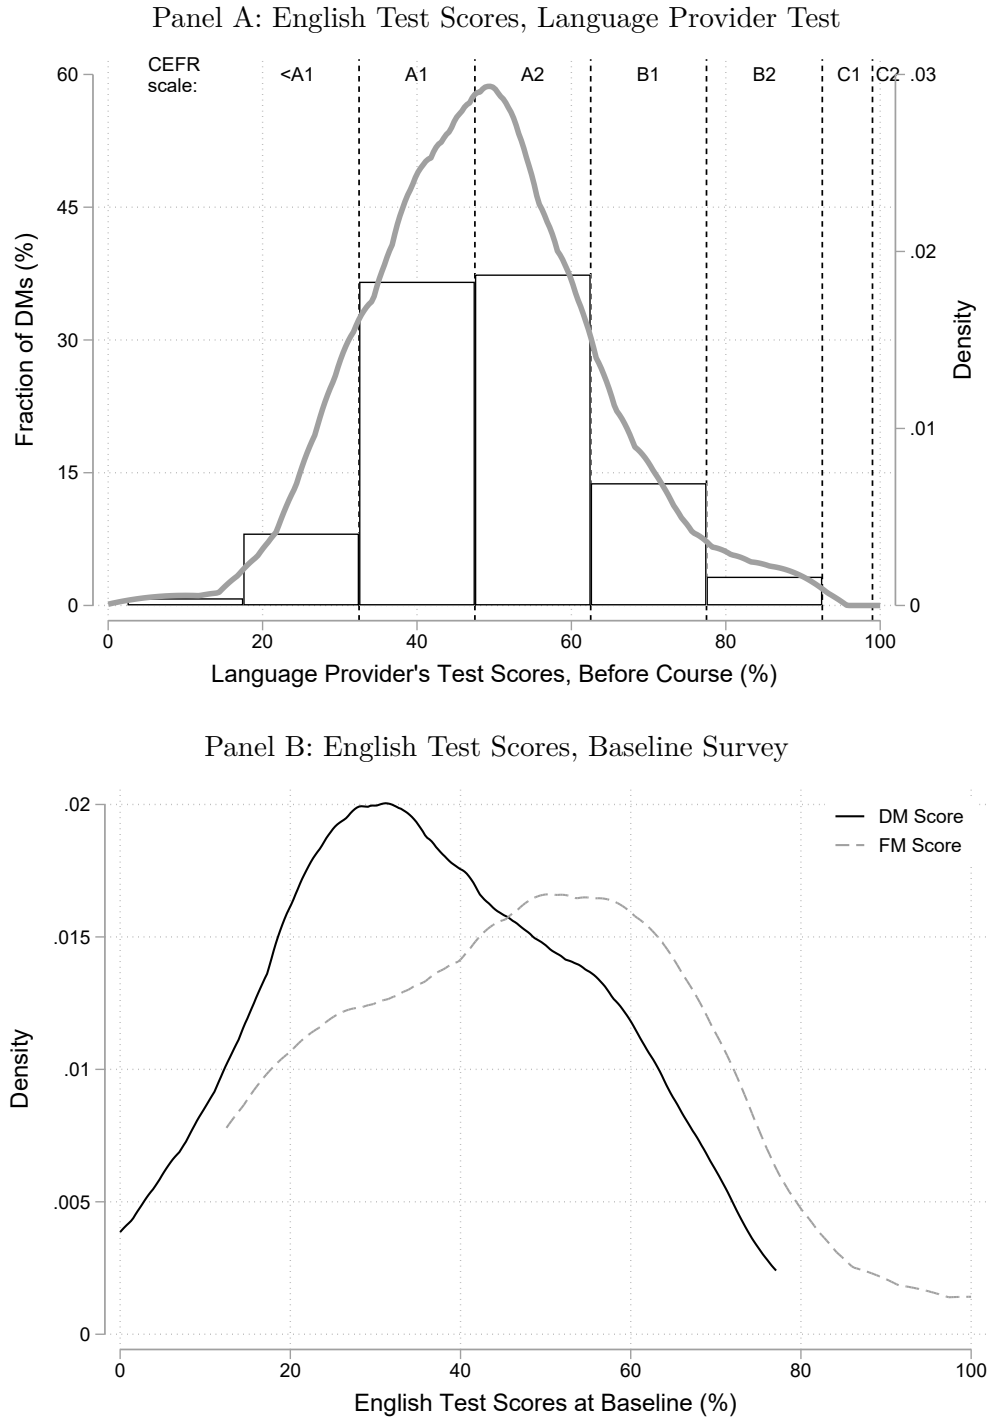 Panel A: English Test Scores, Language Provider Test
CEFR
scale:
<A1
A1
A2
B1
B2
C1
C2
60
45
30
15
0
.03
.02
.01
0
Fraction of DMs (%)
Density
0
20
40
60
80
100
Language Provider's Test Scores, Before Course (%)
Panel B: English Test Scores, Baseline Survey
.02
.015
.01
.005
0
Density
DM Score
FM Score
0
20
40
60
80
100
English Test Scores at Baseline (%)